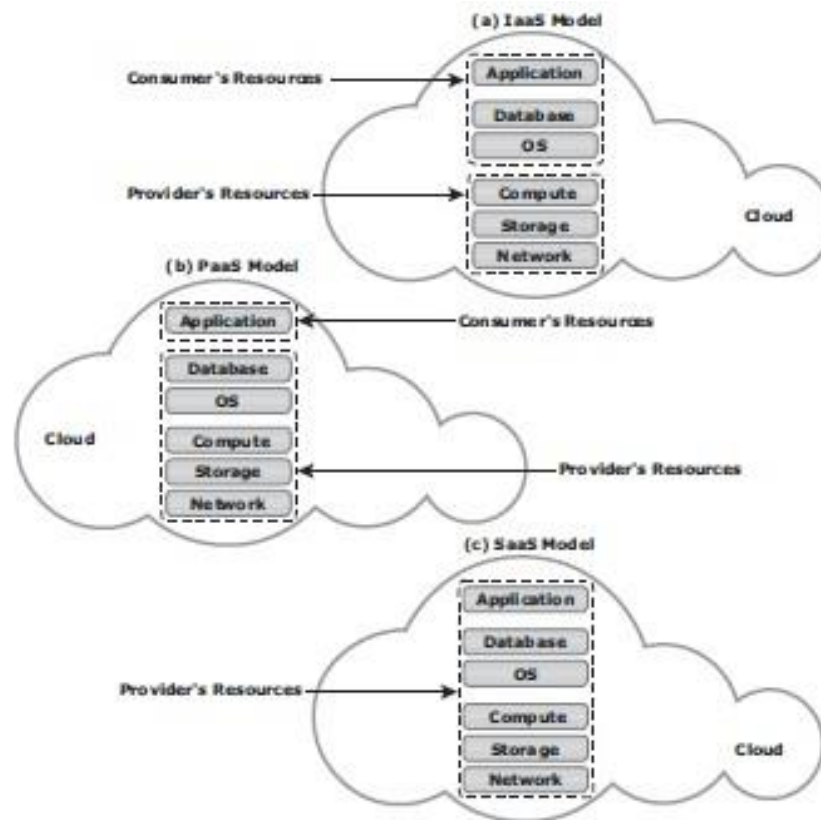 (a) IaaS Model
Consumer's Resources
Application
Database
OS
Provider's Resources
Compute
Storage
Network
Cloud
(b) PaaS Model
Application
Consumer's Resources
Database
OS
Cloud
Compute
Storage
Provider's Resources
Network
(c) SaaS Model
Application
Database
OS
Provider's Resources
Compute
Storage
Network
Cloud